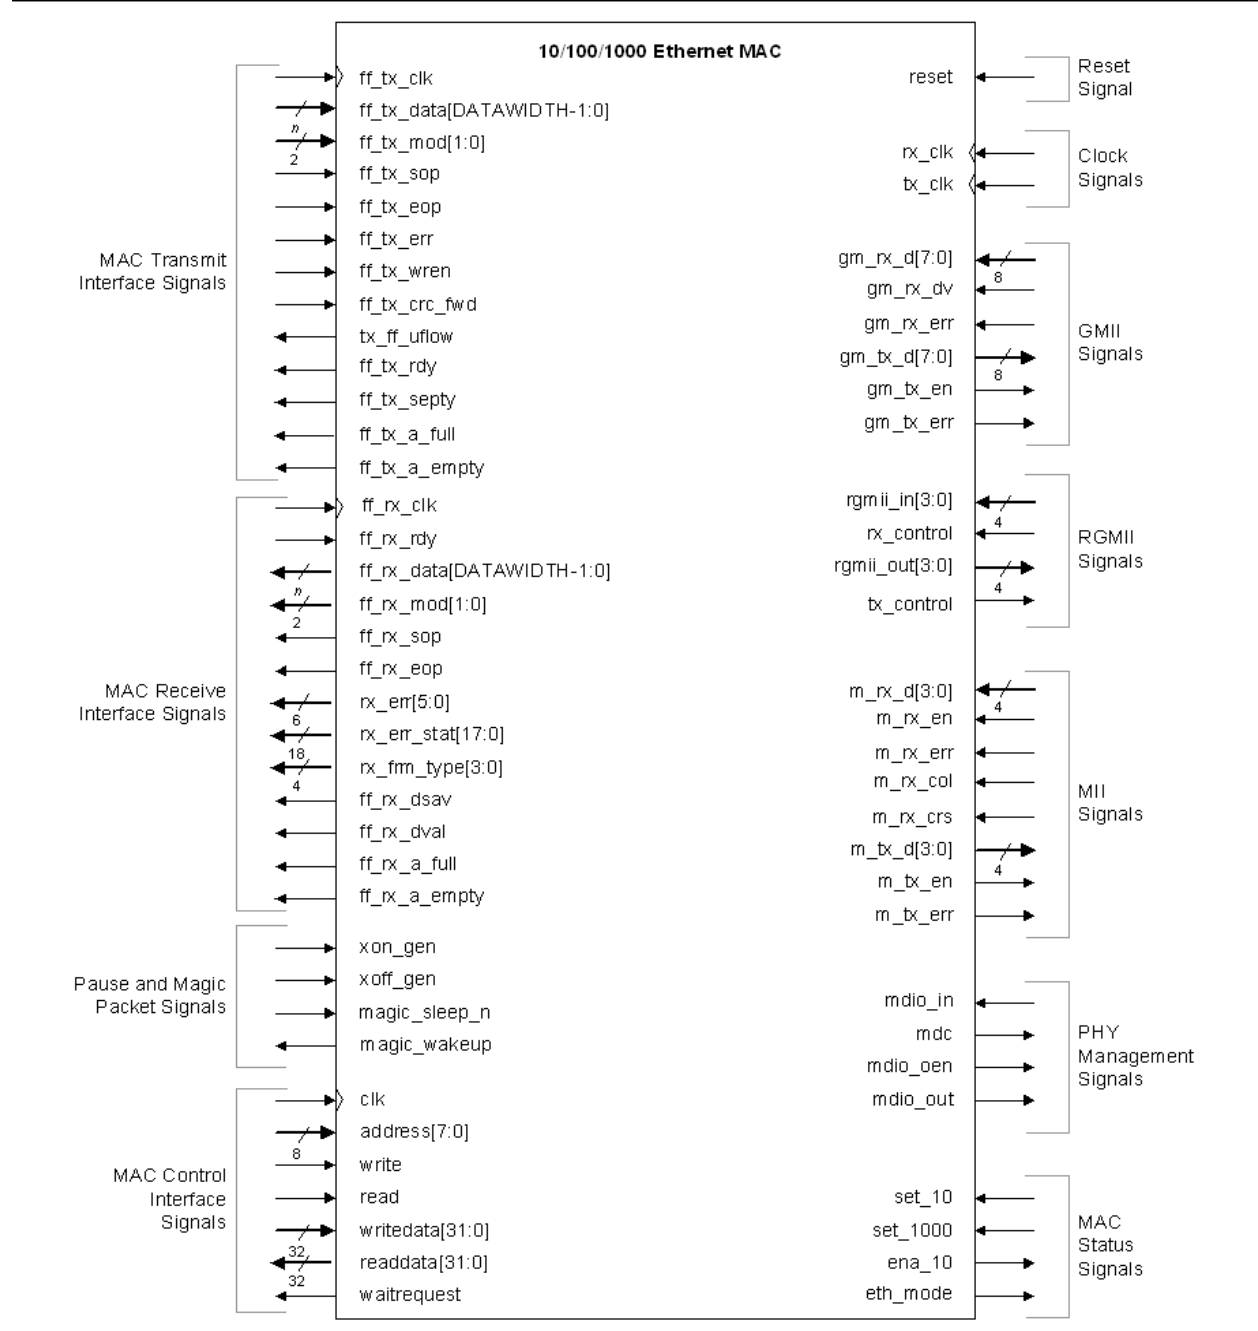 10/100/1000 Ethernet MAC
MAC Transmit
Interface Signals
ff_tx_clk
ff_tx_data[DATAWIDTH-1:0]
n
ff_tx_mod[1:0]
2
ff_tx_sop
ff_tx_eop
ff_tx_err
ff_tx_wren
ff_tx_crc_fwd
tx_ff_uflow
ff_tx_rdy
ff_tx_septy
ff_tx_a_full
ff_tx_a_empty
MAC Receive
Interface Signals
ff_rx_clk
ff_rx_rdy
ff_rx_data[DATAWIDTH-1:0]
n
ff_rx_mod[1:0]
2
ff_rx_sop
ff_rx_eop
rx_err[5:0]
6
rx_err_stat[17:0]
18
rx_frm_type[3:0]
4
ff_rx_dsav
ff_rx_dval
ff_rx_a_full
ff_rx_a_empty
Pause and Magic
Packet Signals
xon_gen
xoff_gen
magic_sleep_n
magic_wakeup
MAC Control
Interface
Signals
clk
address[7:0]
8
write
read
writedata[31:0]
32
readdata[31:0]
32
waitrequest
reset
Reset
Signal
rx_clk
tx_clk
Clock
Signals
gm_rx_d[7:0]
8
gm_rx_dv
gm_rx_err
gm_tx_d[7:0]
8
gm_tx_en
gm_tx_err
GMII
Signals
rgmii_in[3:0]
4
rx_control
rgmii_out[3:0]
4
tx_control
RGMII
Signals
m_rx_d[3:0]
4
m_rx_en
m_rx_err
m_rx_col
m_rx_crs
m_tx_d[3:0]
4
m_tx_en
m_tx_err
MII
Signals
mdio_in
mdc
mdio_oen
mdio_out
PHY
Management
Signals
set_10
set_1000
ena_10
eth_mode
MAC
Status
Signals